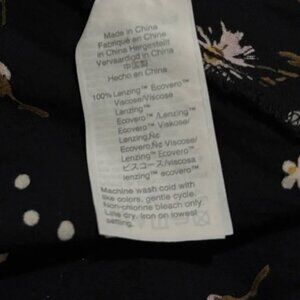 Made in China
Fabriqué en Chine
In China Hergestellt
Vervaardigd in China
中国製
Hecho en China
100% Lenzing™ Ecovero™
Viscose/Viscose
Lenzing™
Ecovero™ /Lenzing™
Ecovero™ Viskose/
Lenzing
Ecovero Viscose/
Lenzing™ Ecovero™
ビスコース/viscosa
lenzing™ ecovero™
Machine wash cold with
like colors, gentle cycle.
Non-chlorine bleach only.
Line dry. Iron on lowest
setting.